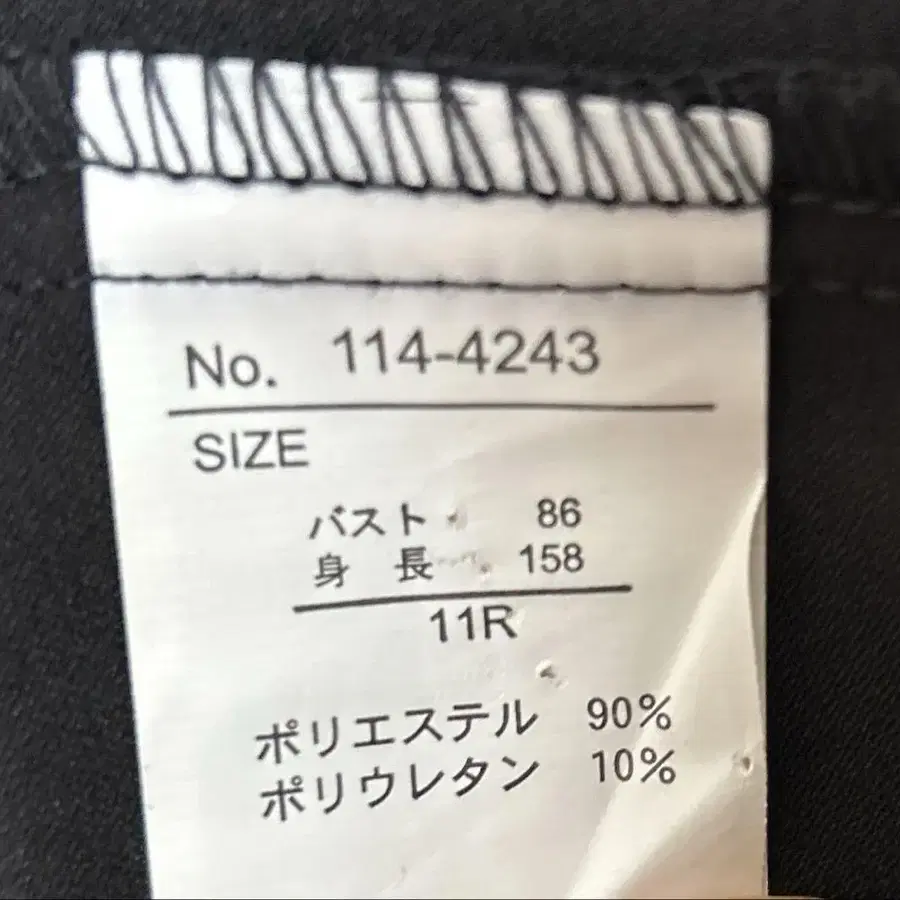 No. 114-4243
SIZE
バスト 86
身 長 158
11R
ポリエステル 90%
ポリウレタン 10%